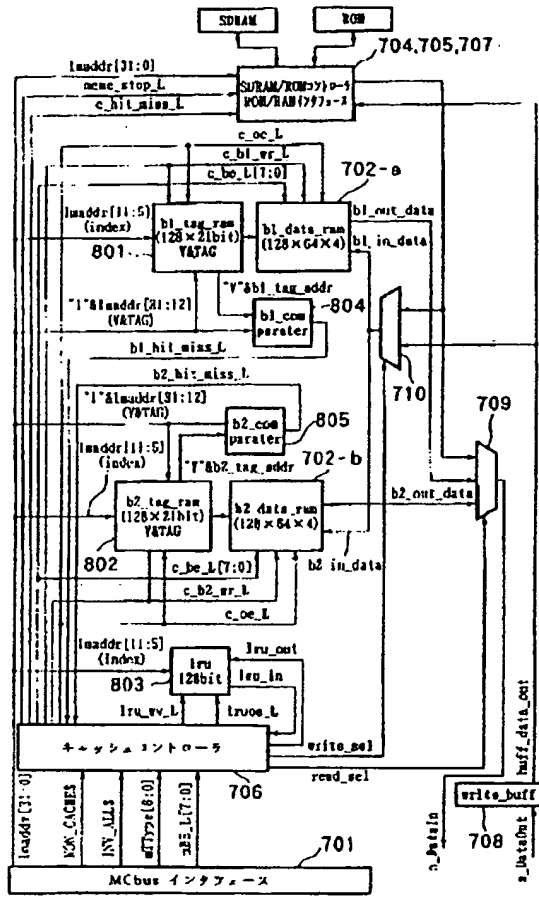 SDRAM
ROM
704,705,707
SDRAM/ROMコントローラ
ROM/RAMインタフェース
lmaddr[31:0]
meme_stop_L
c_hit_miss_L
c_oe_L
c_b1_wr_L
c_be_L[7:0]
702-a
lmaddr[11:5]
(index)
801
b1_tag_ram
(128×21bit)
V&TAG
b1_data_ram
(128×64×4)
b1_out_data
b1_in_data
"1"&lmaddr[31:12]
(V&TAG)
"V"&b1_tag_addr
804
b1_com
parater
b1_hit_miss_L
b2_hit_miss_L
710
"1"&lmaddr[31:12]
(V&TAG)
b2_com
parater
805
709
lmaddr[11:5]
(index)
"V"&b2_tag_addr
702-b
b2_tag_ram
(128×21bit)
V&TAG
802
b2_data_ram
(128×64×4)
b2_out_data
b2_in_data
c_be_L[7:0]
c_b2_wr_L
c_oe_L
lmaddr[11:5]
(index)
803
lru
128bit
lru_out
lru_in
lru_wv_L
lruoe_L
キャッシュコントローラ
706
write_sel
read_sel
buff_data_out
write_buff
708
lmaddr[31:0]
NON_CACHES
INV_ALLS
mTType[6:0]
mBE_L[7:0]
701
MCbus インタフェース
m_DataIn
m_DataOut